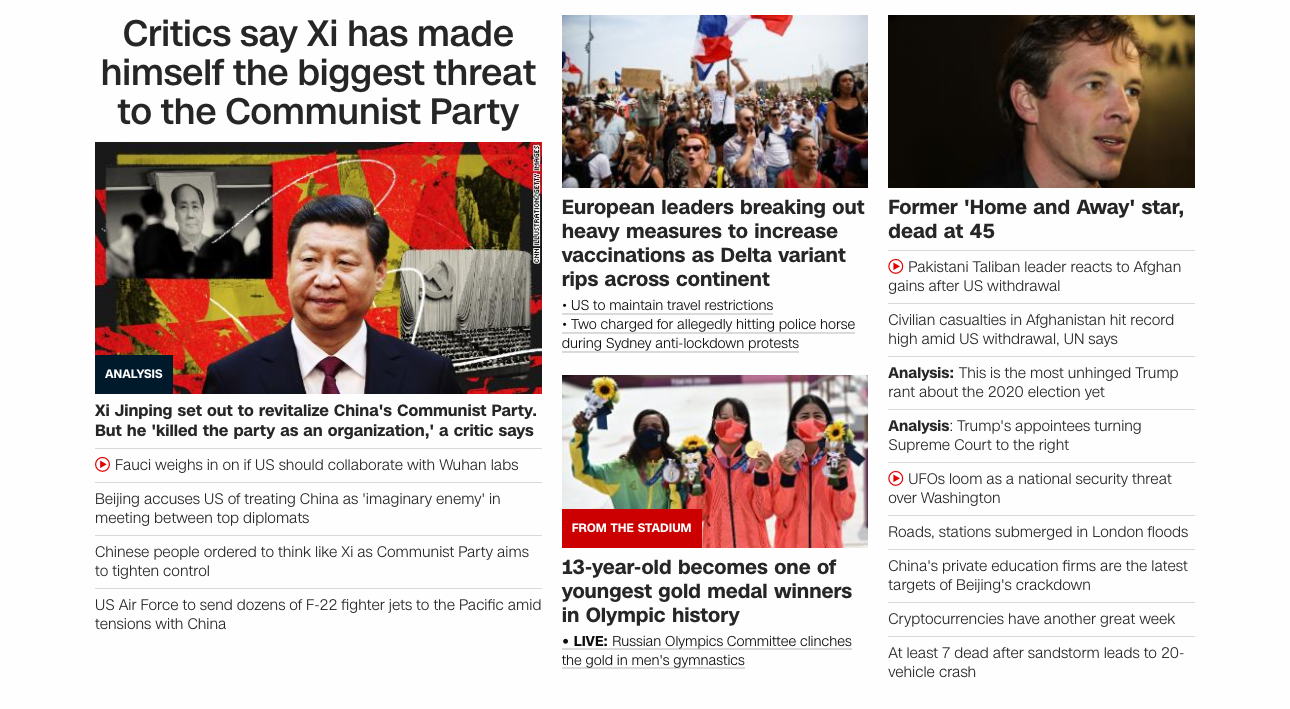 Critics say Xi has made
himself the biggest threat
to the Communist Party
CNN ILLUSTRATION/GETTY IMAGES
ANALYSIS
Xi Jinping set out to revitalize China's Communist Party.
But he 'killed the party as an organization,' a critic says
Fauci weighs in on if US should collaborate with Wuhan labs
Beijing accuses US of treating China as 'imaginary enemy' in
meeting between top diplomats
Chinese people ordered to think like Xi as Communist Party aims
to tighten control
US Air Force to send dozens of F-22 fighter jets to the Pacific amid
tensions with China
European leaders breaking out
heavy measures to increase
vaccinations as Delta variant
rips across continent
• US to maintain travel restrictions
• Two charged for allegedly hitting police horse
during Sydney anti-lockdown protests
FROM THE STADIUM
13-year-old becomes one of
youngest gold medal winners
in Olympic history
• LIVE: Russian Olympics Committee clinches
the gold in men's gymnastics
Former 'Home and Away' star,
dead at 45
Pakistani Taliban leader reacts to Afghan
gains after US withdrawal
Civilian casualties in Afghanistan hit record
high amid US withdrawal, UN says
Analysis: This is the most unhinged Trump
rant about the 2020 election yet
Analysis: Trump's appointees turning
Supreme Court to the right
UFOs loom as a national security threat
over Washington
Roads, stations submerged in London floods
China's private education firms are the latest
targets of Beijing's crackdown
Cryptocurrencies have another great week
At least 7 dead after sandstorm leads to 20-
vehicle crash